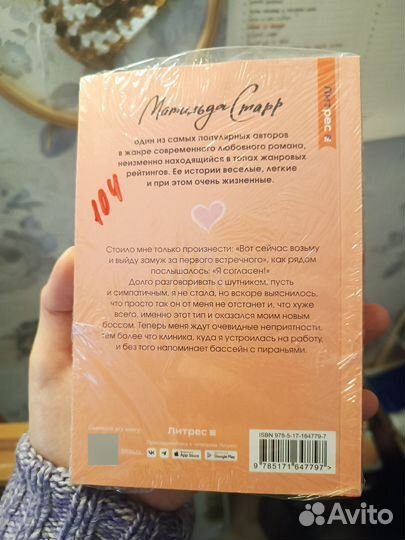 Матильда Старр
литрес
один из самых популярных авторов
в жанре современного любовного романа,
неизменно находящийся в топах жанровых
рейтингов. Ее истории веселые, легкие
и при этом очень жизненные.
104
Стоило мне только произнести: «Вот сейчас возьму
и выйду замуж за первого встречного», как рядом
послышалось: «Я согласен!»
Долго разговаривать с шутником, пусть
и симпатичным, я не стала, но вскоре выяснилось,
что просто так он от меня не отстанет и, что хуже
всего, именно этот тип и оказался моим новым
боссом. Теперь меня ждут очевидные неприятности.
Тем более что клиника, куда я устроилась на работу,
и без того напоминает бассейн с пираньями.
Литрес
App Store
Google Play
ISBN 978-5-17-164779-7
9 785171 647797 >
Avito